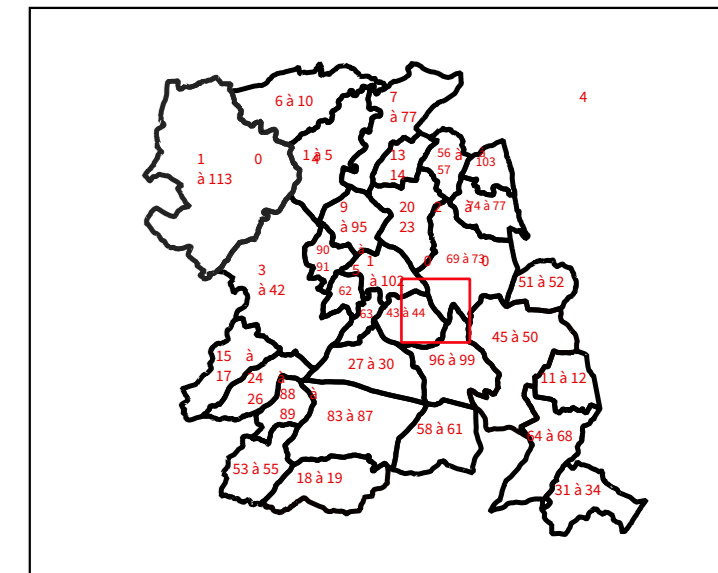 7 4
6 à 10
à 77
1 0 1 à 5 4 13 56 à 4
14 57 103
à 113
9 20 2 à 74 à 77
à 95 23
90 à
91 5 1 0 69 à 73 0
3 à 102
à 42 62 51 à 52
63 43 à 44
45 à 50
15 à
17 24 à 27 à 30 96 à 99
26 88 à 11 à 12
89 83 à 87
58 à 61 64 à 68
53 à 55 18 à 19
31 à 34